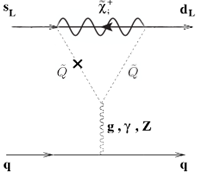 s_L χ̃_i^+ d_L
Q̃ Q̃
g , γ , Z
q q